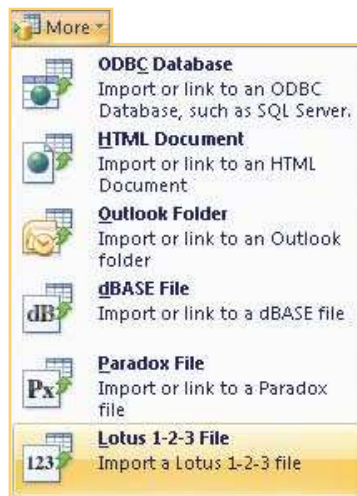 More
ODBC Database
Import or link to an ODBC
Database, such as SQL Server.
HTML Document
Import or link to an HTML
Document
Outlook Folder
Import or link to an Outlook
folder
dBASE File
Import or link to a dBASE file
dB
Paradox File
Import or link to a Paradox
file
Px
Lotus 1-2-3 File
Import a Lotus 1-2-3 file
123